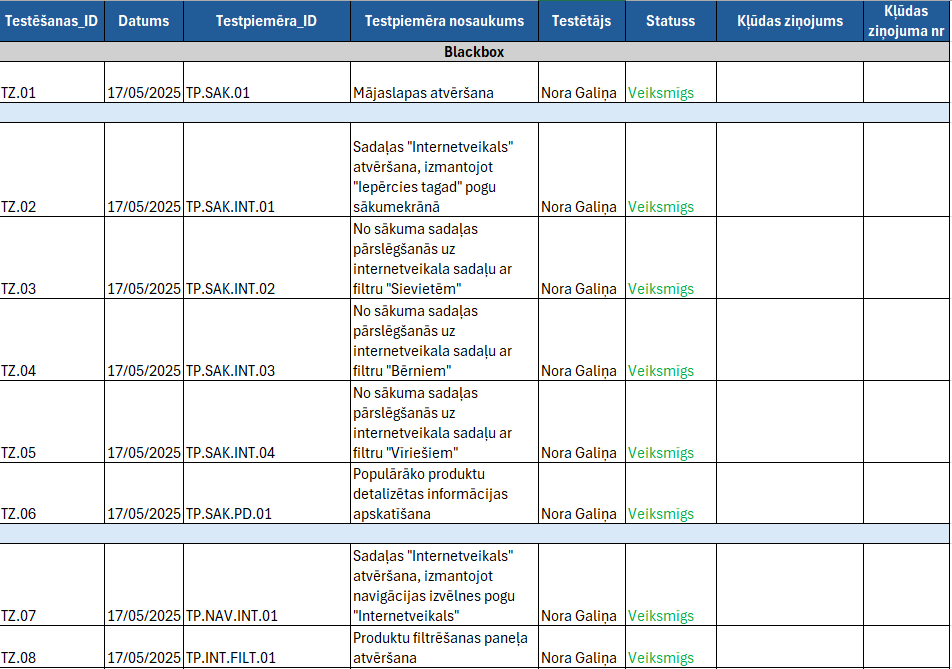 Testēšanas_ID Datums Testpiemēra_ID Testpiemēra nosaukums Testētājs Statuss Kļūdas ziņojums Kļūdas
ziņojuma nr
Blackbox
TZ.01 17/05/2025 TP.SAK.01 Mājaslapas atvēršana Nora Galiņa Veiksmigs
Sadaļas "Internetveikals"
atvēršana, izmantojot
"Iepērcies tagad" pogu
TZ.02 17/05/2025 TP.SAK.INT.01 sākumekrānā Nora Galiņa Veiksmigs
No sākuma sadaļas
pārslēgšanās uz
internetveikala sadaļu ar
TZ.03 17/05/2025 TP.SAK.INT.02 filtru "Sievietēm" Nora Galiņa Veiksmigs
No sākuma sadaļas
pārslēgšanās uz
internetveikala sadaļu ar
TZ.04 17/05/2025 TP.SAK.INT.03 filtru "Bērniem" Nora Galiņa Veiksmigs
No sākuma sadaļas
pārslēgšanās uz
internetveikala sadaļu ar
TZ.05 17/05/2025 TP.SAK.INT.04 filtru "Vīriešiem" Nora Galiņa Veiksmigs
Populārāko produktu
detalizētas informācijas
TZ.06 17/05/2025 TP.SAK.PD.01 apskatīšana Nora Galiņa Veiksmigs
Sadaļas "Internetveikals"
atvēršana, izmantojot
navigācijas izvēlnes pogu
TZ.07 17/05/2025 TP.NAV.INT.01 "Internetveikals" Nora Galiņa Veiksmigs
Produktu filtrēšanas paneļa
TZ.08 17/05/2025 TP.INT.FILT.01 atvēršana Nora Galiņa Veiksmigs